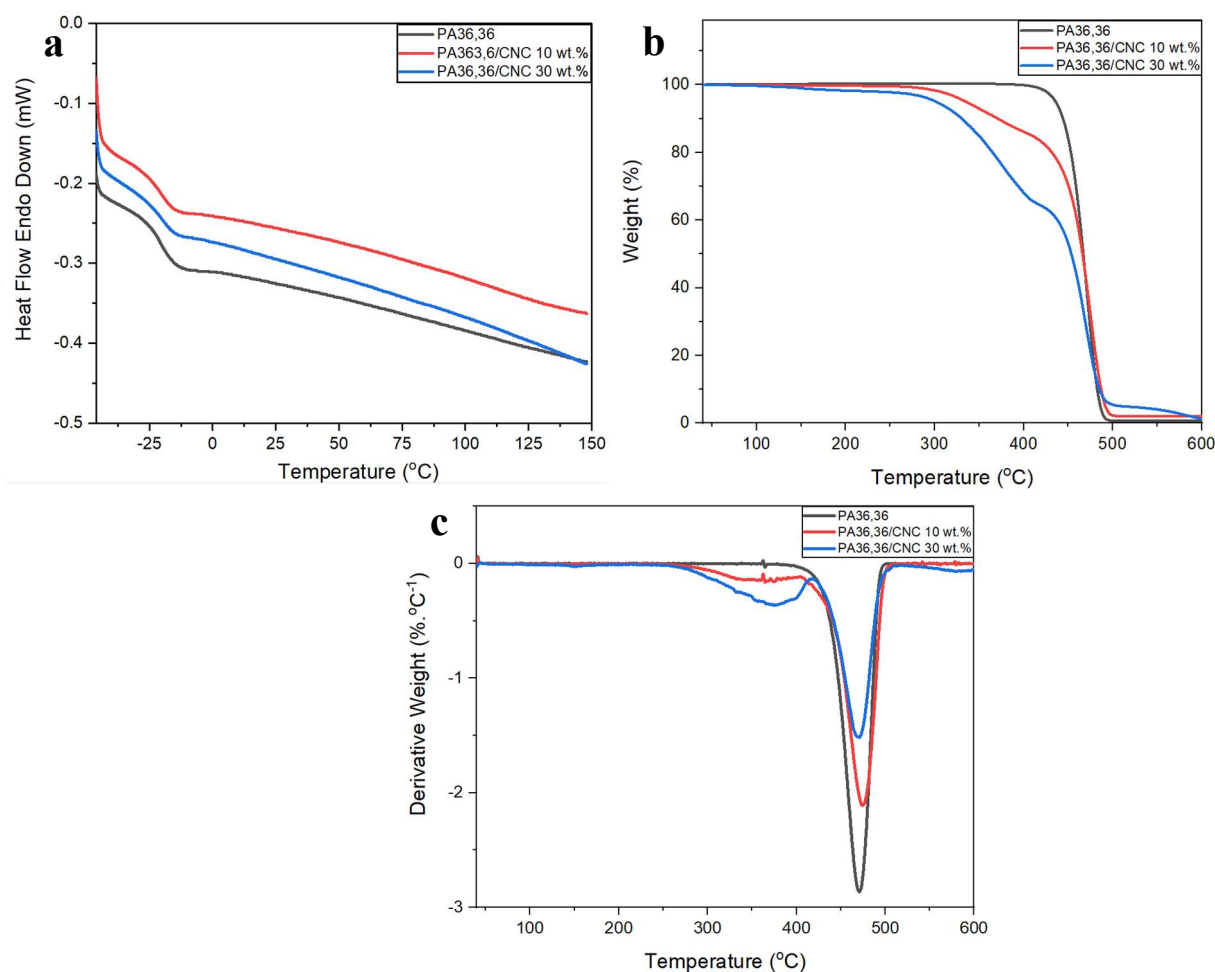 a
PA36,36
PA363,6/CNC 10 wt.%
PA36,36/CNC 30 wt.%
0.0
-0.1
-0.2
-0.3
-0.4
-0.5
Heat Flow Endo Down (mW)
-25
0
25
50
75
100
125
150
Temperature (°C)
b
PA36,36
PA36,36/CNC 10 wt.%
PA36,36/CNC 30 wt.%
100
80
60
40
20
0
Weight (%)
100
200
300
400
500
600
Temperature (°C)
c
PA36,36
PA36,36/CNC 10 wt.%
PA36,36/CNC 30 wt.%
0
-1
-2
-3
Derivative Weight (%.°C⁻¹)
100
200
300
400
500
600
Temperature (°C)